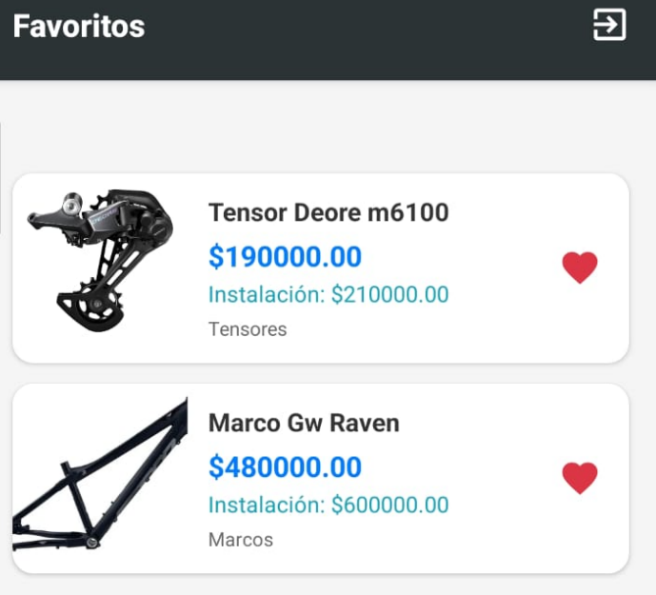 Favoritos
Tensor Deore m6100
$190000.00
Instalación: $210000.00
Tensores
Marco Gw Raven
$480000.00
Instalación: $600000.00
Marcos